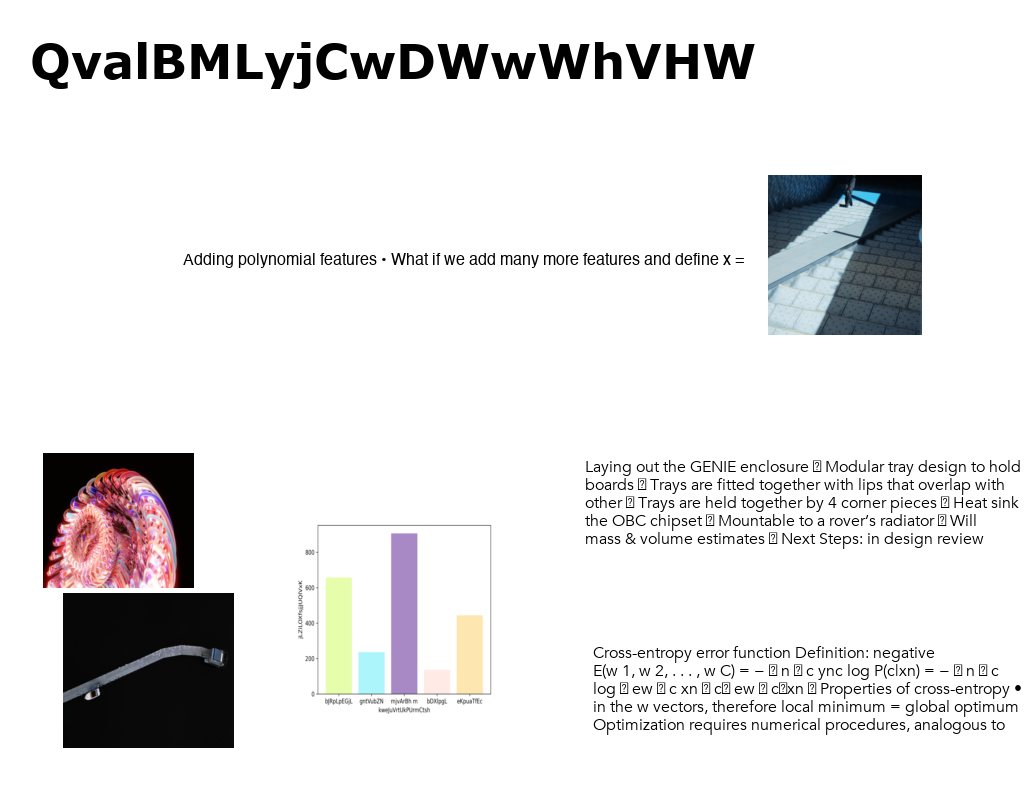 QvalBMLyjCwDWwWhVHW
Adding polynomial features • What if we add many more features and define x =
Laying out the GENIE enclosure  Modular tray design to hold
boards  Trays are fitted together with lips that overlap with
other  Trays are held together by 4 corner pieces  Heat sink
the OBC chipset  Mountable to a rover’s radiator  Will
mass & volume estimates  Next Steps: in design review
800
600
400
200
0
bJRpLpEGjL gntVubZN mjvArBh m bDXlpgL eKpuaTfEc
Cross-entropy error function Definition: negative
E(w 1, w 2, . . . , w C) = −  n  c ync log P(clxn) = −  n  c
log  ew  c xn  c ew  cxn  Properties of cross-entropy •
in the w vectors, therefore local minimum = global optimum
Optimization requires numerical procedures, analogous to